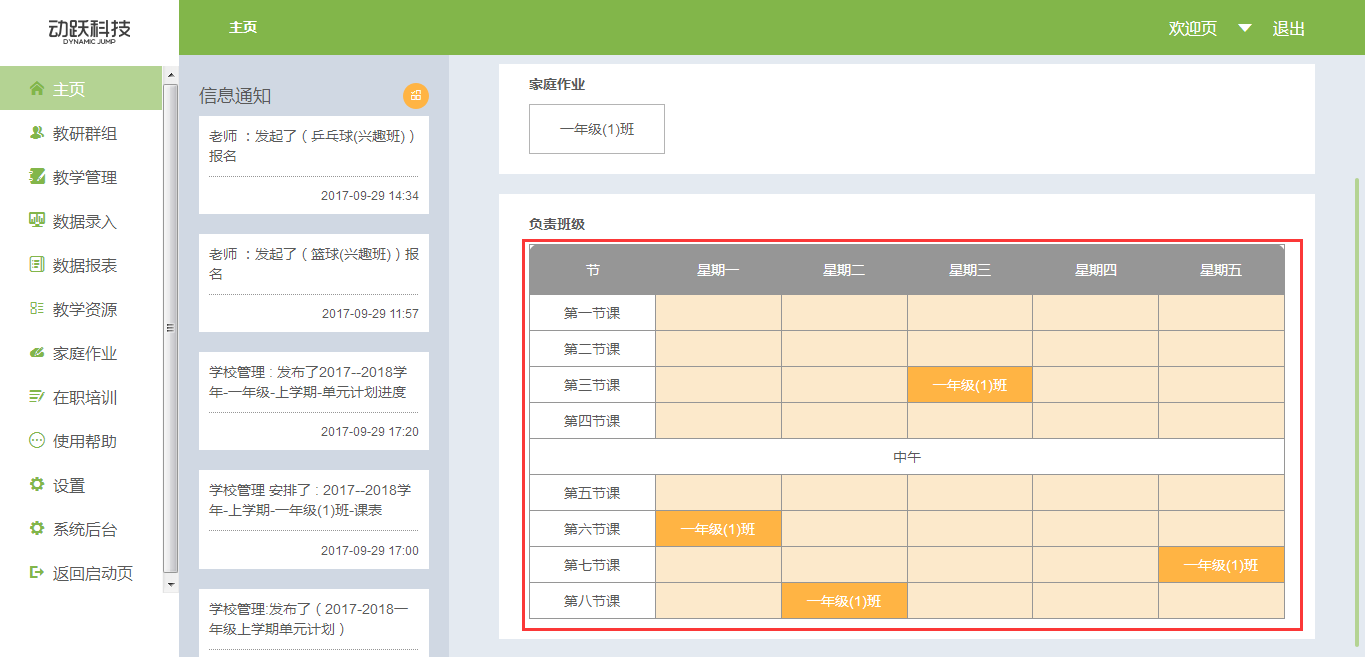 动跃科技
DYNAMIC JUMP
主页
欢迎页
退出
主页
教研群组
教学管理
数据录入
数据报表
教学资源
家庭作业
在职培训
使用帮助
设置
系统后台
返回启动页
信息通知
老师 ：发起了（乒乓球(兴趣班)）
报名
2017-09-29 14:34
老师 ：发起了（篮球(兴趣班)）报
名
2017-09-29 11:57
学校管理 : 发布了2017--2018学
年-一年级-上学期-单元计划进度
2017-09-29 17:20
学校管理 安排了 : 2017--2018学
年-上学期-一年级(1)班-课表
2017-09-29 17:00
学校管理:发布了（2017-2018一
年级上学期单元计划）
家庭作业
一年级(1)班
负责班级
节 星期一 星期二 星期三 星期四 星期五
第一节课
第二节课
第三节课 一年级(1)班
第四节课
中午
第五节课
第六节课 一年级(1)班
第七节课 一年级(1)班
第八节课 一年级(1)班